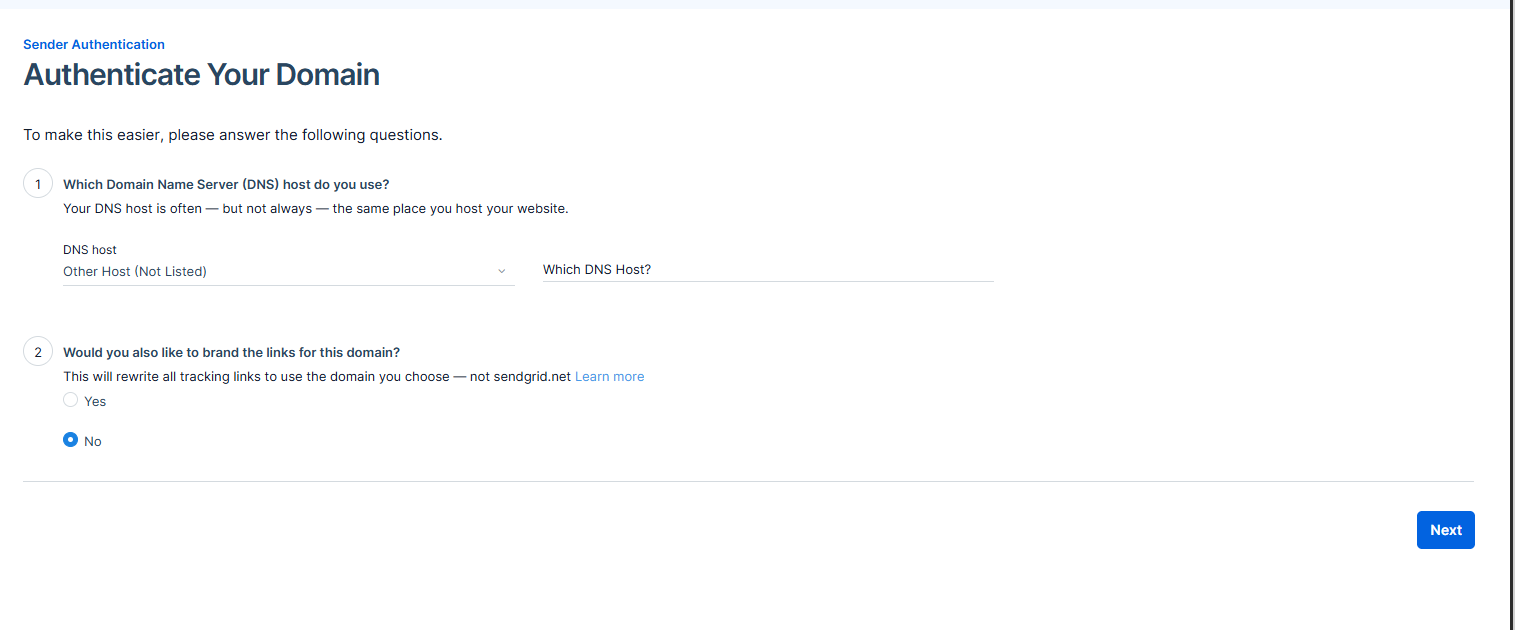 Sender Authentication
Authenticate Your Domain
To make this easier, please answer the following questions.
1 Which Domain Name Server (DNS) host do you use?
Your DNS host is often — but not always — the same place you host your website.
DNS host
Other Host (Not Listed)
Which DNS Host?
2 Would you also like to brand the links for this domain?
This will rewrite all tracking links to use the domain you choose — not sendgrid.net Learn more
Yes
No
Next